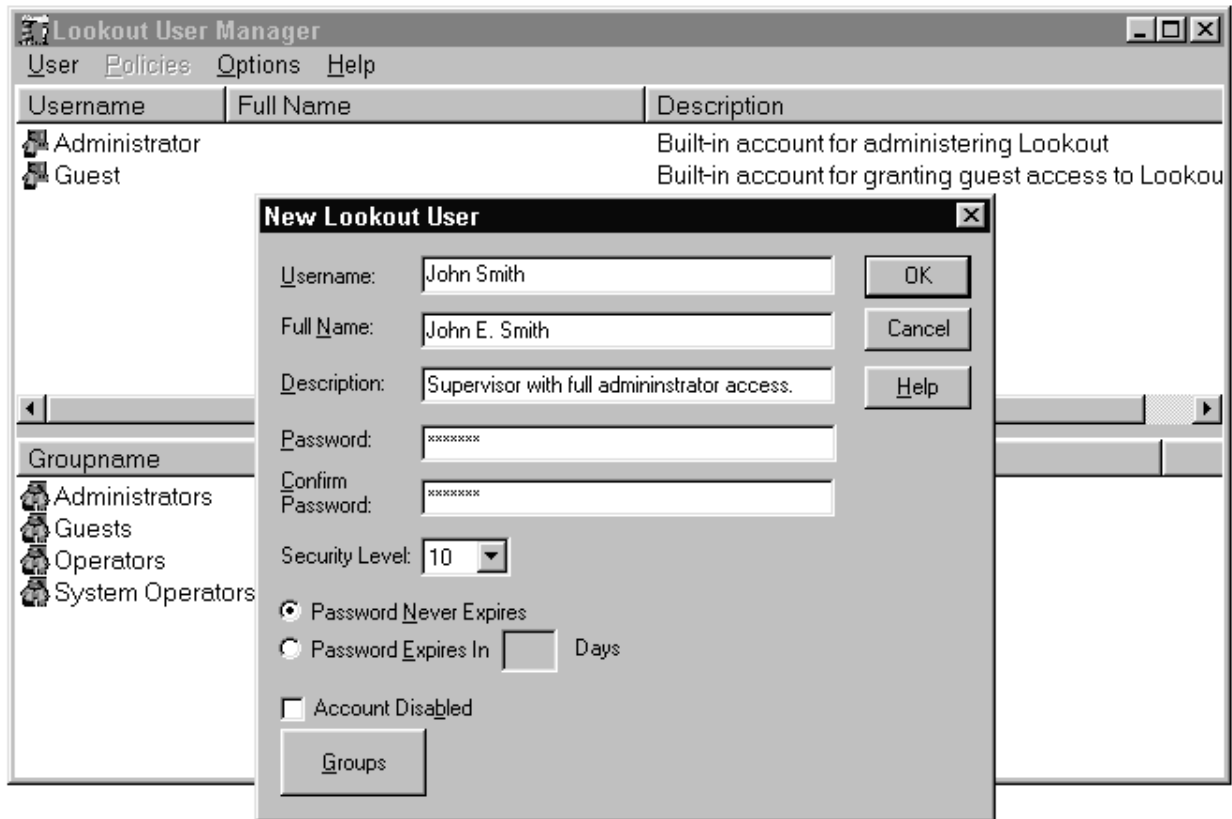 Lookout User Manager
User Policies Options Help
Username Full Name Description
Administrator Built-in account for administering Lookout
Guest Built-in account for granting guest access to Lookou
New Lookout User
Username: John Smith OK
Full Name: John E. Smith Cancel
Description: Supervisor with full admininstrator access. Help
Password: *******
Confirm
Password: *******
Security Level: 10
Password Never Expires
Password Expires In Days
Account Disabled
Groups
Groupname
Administrators
Guests
Operators
System Operators